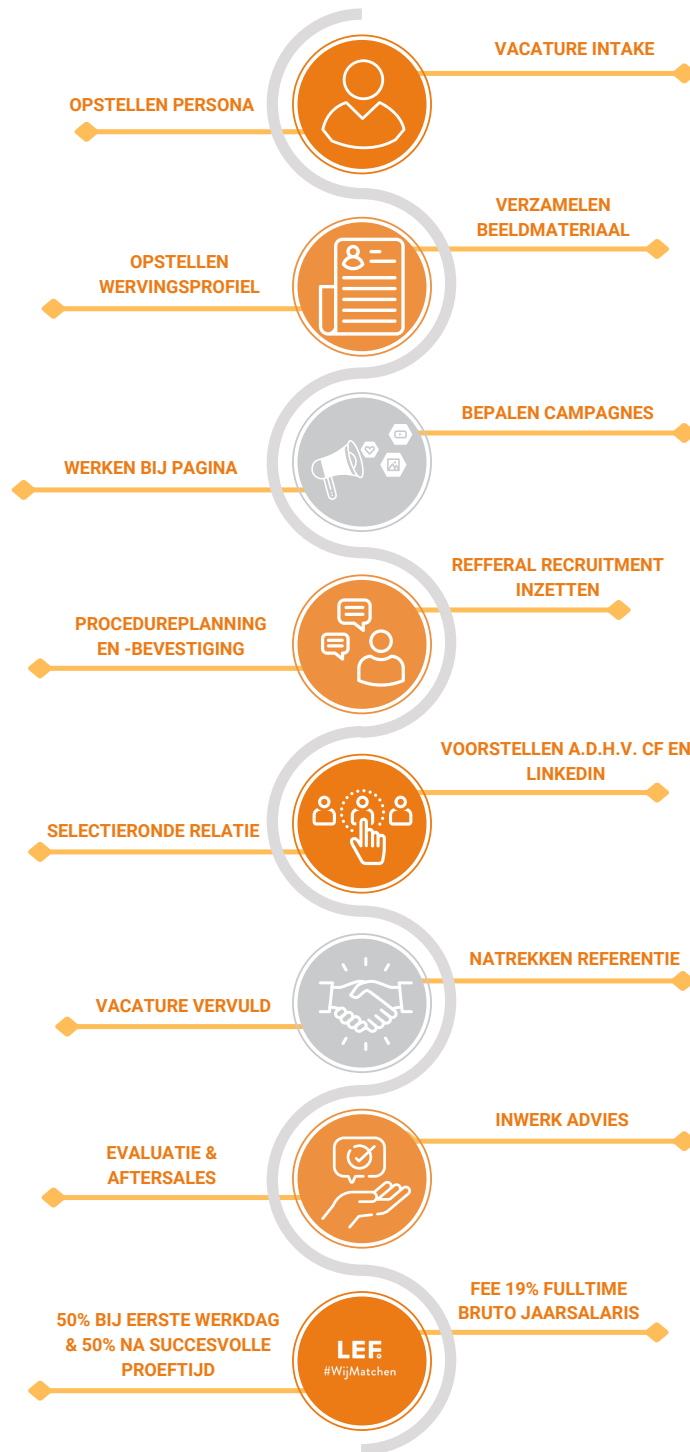 VACATURE INTAKE
OPSTELLEN PERSONA
VERZAMELEN
BEELDMATERIAAL
OPSTELLEN
WERVINGSPROFIEL
BEPALEN CAMPAGNES
WERKEN BIJ PAGINA
REFFERAL RECRUITMENT
INZETTEN
PROCEDUREPLANNING
EN -BEVESTIGING
VOORSTELLEN A.D.H.V. CF EN
LINKEDIN
SELECTIERONDE RELATIE
NATREKKEN REFERENTIE
VACATURE VERVULD
INWERK ADVIES
EVALUATIE &
AFTERSALES
FEE 19% FULLTIME
BRUTO JAARSALARIS
50% BIJ EERSTE WERKDAG
& 50% NA SUCCESVOLLE
PROEFTIJD
LEF.
#WijMatchen